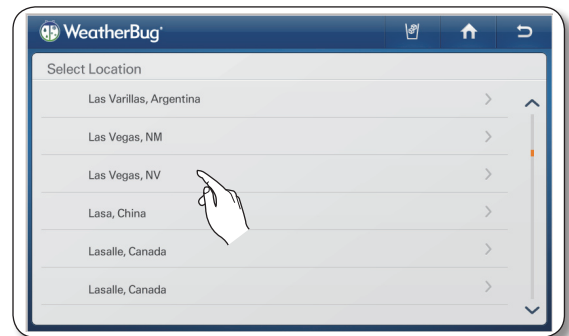 WeatherBug®
Select Location
Las Varillas, Argentina
Las Vegas, NM
Las Vegas, NV
Lasa, China
Lasalle, Canada
Lasalle, Canada